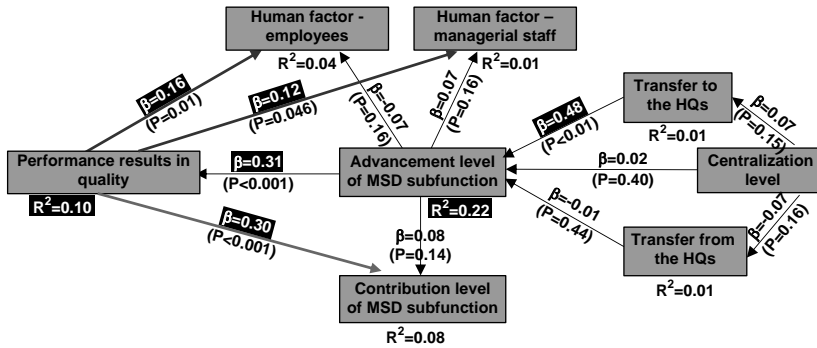 Human factor -
employees
R²=0.04
Human factor –
managerial staff
R²=0.01
β=0.16
(P=0.01)
β=0.12
(P=0.046)
β=-0.07
(P=0.16)
β=0.07
(P=0.16)
β=0.48
(P<0.01)
Transfer to
the HQs
R²=0.01
β=0.07
(P=0.15)
Performance results in
quality
R²=0.10
β=0.31
(P<0.001)
Advancement level
of MSD subfunction
R²=0.22
β=0.02
(P=0.40)
Centralization
level
β=0.30
(P<0.001)
β=0.08
(P=0.14)
β=-0.01
(P=0.44)
Transfer from
the HQs
R²=0.01
β=-0.07
(P=0.16)
Contribution level
of MSD subfunction
R²=0.08